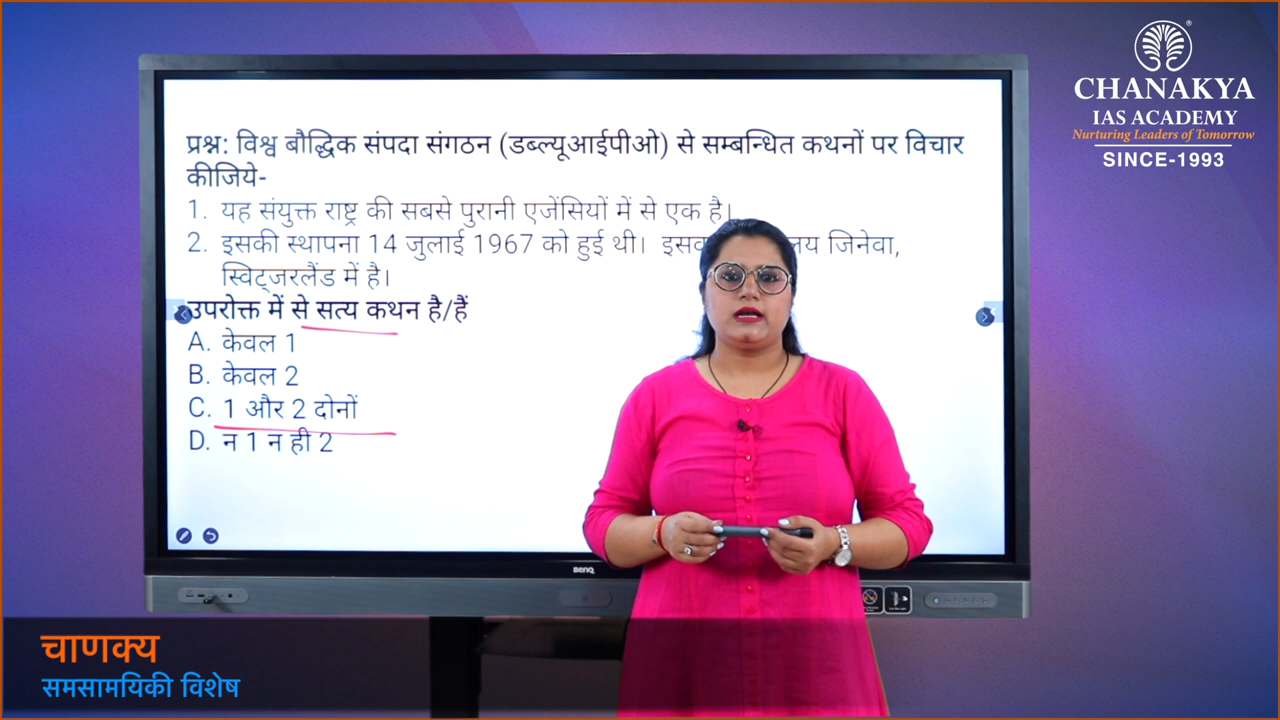 CHANAKYA
IAS ACADEMY
Nurturing Leaders of Tomorrow
SINCE-1993
प्रश्न: विश्व बौद्धिक संपदा संगठन (डब्ल्यूआईपीओ) से सम्बन्धित कथनों पर विचार
कीजिये-
1. यह संयुक्त राष्ट्र की सबसे पुरानी एजेंसियों में से एक है।
2. इसकी स्थापना 14 जुलाई 1967 को हुई थी। जिनेवा,
स्विट्जरलैंड में है।
उपरोक्त में से सत्य कथन है/हैं
A. केवल 1
B. केवल 2
C. 1 और 2 दोनों
D. न 1 न ही 2
BenQ
चाणक्य
समसामयिकी विशेष